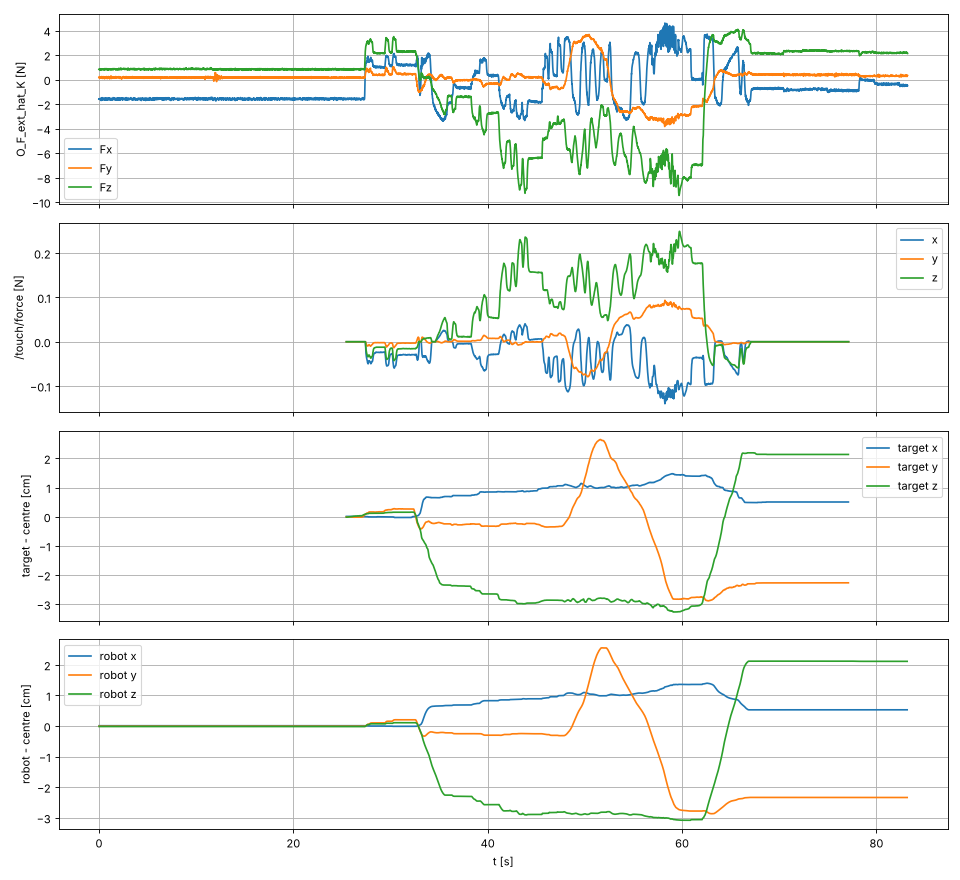 O_F_ext_hat_K [N]
4
2
0
−2
−4
−6
−8
−10
Fx
Fy
Fz
/touch/force [N]
0.2
0.1
0.0
−0.1
x
y
z
target - centre [cm]
2
1
0
−1
−2
−3
target x
target y
target z
robot - centre [cm]
2
1
0
−1
−2
−3
robot x
robot y
robot z
0
20
40
60
80
t [s]